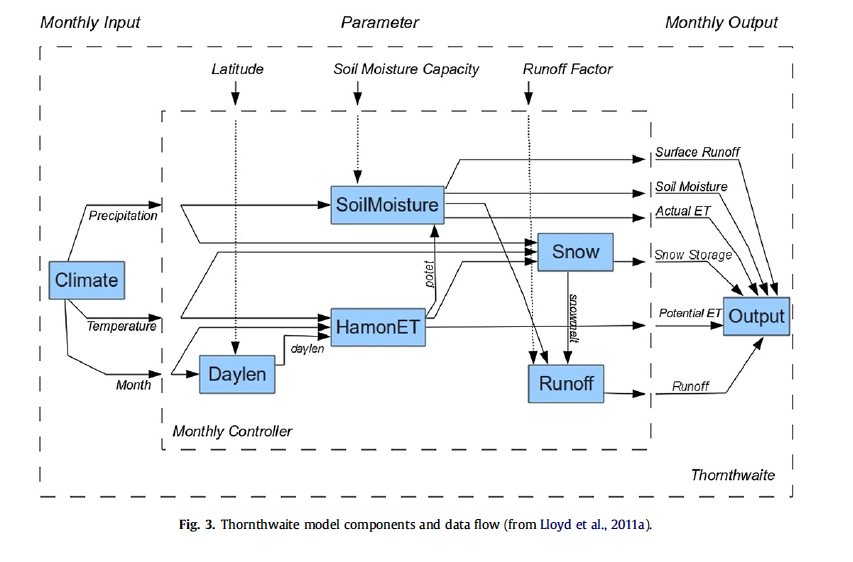 Monthly Input
Parameter
Monthly Output
Latitude
Soil Moisture Capacity
Runoff Factor
Surface Runoff
SoilMoisture
Soil Moisture
Precipitation
Actual ET
Snow
Snow Storage
Climate
potet
snowmelt
Temperature
HamonET
Potential ET
Output
daylen
Daylen
Month
Runoff
Runoff
Monthly Controller
Thornthwaite
Fig. 3. Thornthwaite model components and data flow (from Lloyd et al., 2011a).